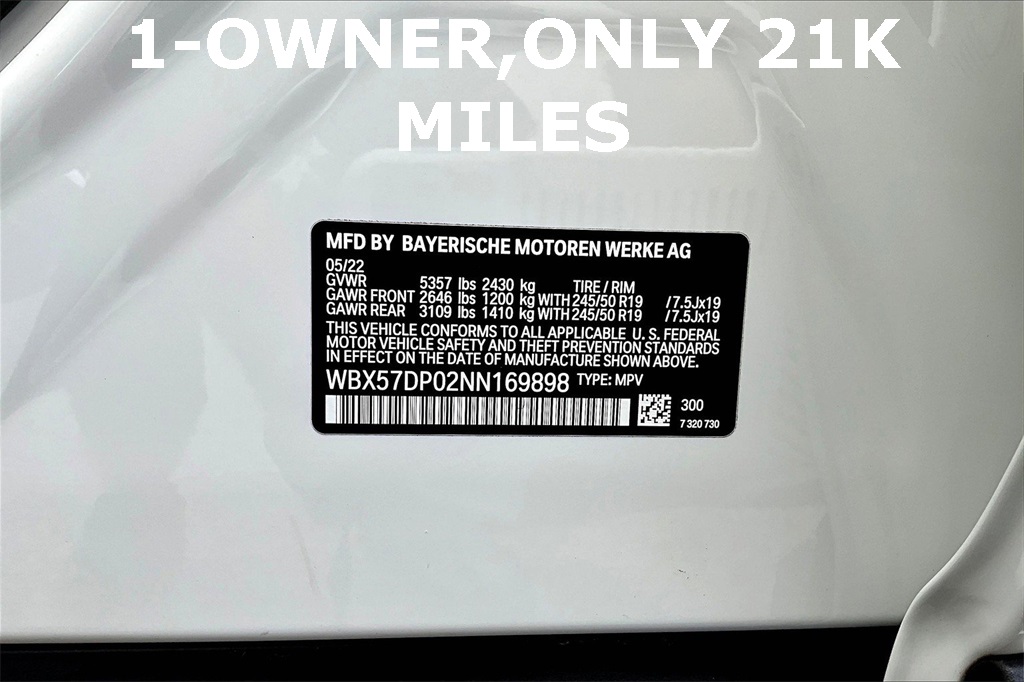 1-OWNER,ONLY 21K
MILES
MFD BY BAYERISCHE MOTOREN WERKE AG
05/22
GVWR 5357 lbs 2430 kg TIRE / RIM
GAWR FRONT 2646 lbs 1200 kg WITH 245/50 R19 /7.5Jx19
GAWR REAR 3109 lbs 1410 kg WITH 245/50 R19 /7.5Jx19
THIS VEHICLE CONFORMS TO ALL APPLICABLE U. S. FEDERAL
MOTOR VEHICLE SAFETY AND THEFT PREVENTION STANDARDS
IN EFFECT ON THE DATE OF MANUFACTURE SHOWN ABOVE.
WBX57DP02NN169898 TYPE: MPV
300
7 320 730